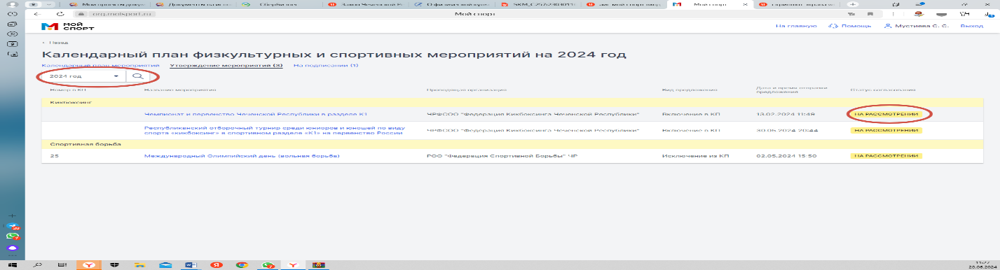 org.molsport.ru
Мой спорт
МОЙ
СПОРТ
На главную Помощь Мустиева С. С. Выход
← Назад
Календарный план физкультурных и спортивных мероприятий на 2024 год
Календарный план мероприятий Утверждение мероприятий (3) На подписании (1)
2024 год
Номер в КП Название мероприятия Проводящая организация Вид предложения Дата и время отправки предложения Статус согласования
Кикбоксинг
Чемпионат и первенство Чеченской Республики в разделе К1 ЧРФСОО "Федерация Кикбоксинга Чеченской Республики" Включение в КП 13.02.2024 11:49 НА РАССМОТРЕНИИ
Республиканский отборочный турнир среди юниоров и юношей по виду
спорта «кикбоксинг» в спортивном разделе «К1» на первенство России ЧРФСОО "Федерация Кикбоксинга Чеченской Республики" Включение в КП 30.05.2024 20:44 НА РАССМОТРЕНИИ
Спортивная борьба
25 Международный Олимпийский день (вольная борьба) РОО "Федерация Спортивной Борьбы" ЧР Исключение из КП 02.05.2024 15:50 НА РАССМОТРЕНИИ
11:27